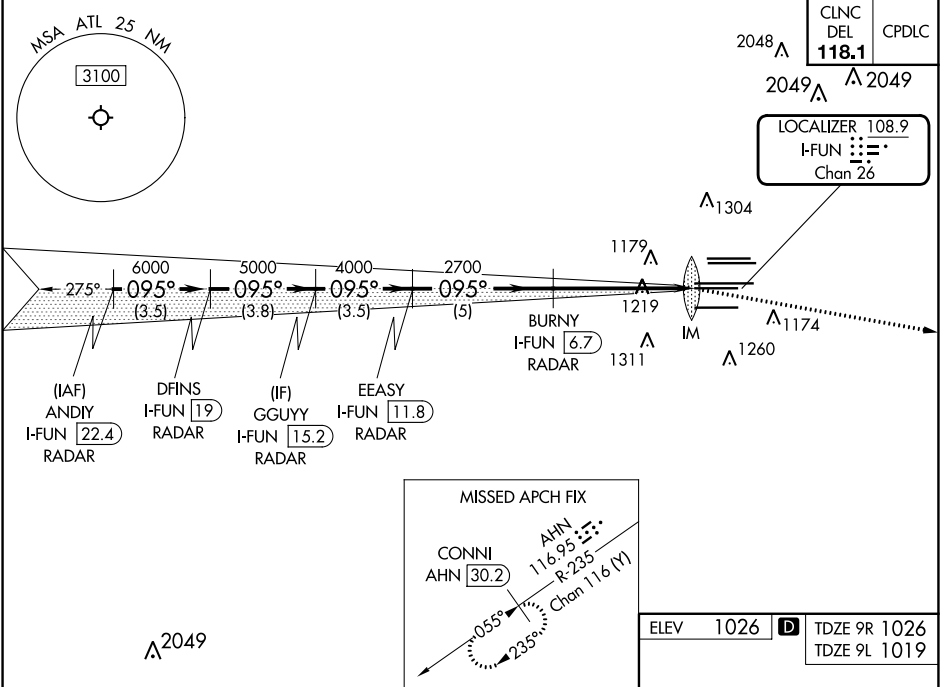 MSA ATL 25 NM
3100
CLNC
DEL
118.1
CPDLC
2048
2049
2049
LOCALIZER 108.9
I-FUN
Chan 26
1304
1179
1219
1311
IM
1174
1260
275°
6000
095°
(3.5)
5000
095°
(3.8)
4000
095°
(3.5)
2700
095°
(5)
BURNY
I-FUN 6.7
RADAR
(IAF)
ANDIY
I-FUN 22.4
RADAR
DFINS
I-FUN 19
RADAR
(IF)
GGUYY
I-FUN 15.2
RADAR
EEASY
I-FUN 11.8
RADAR
MISSED APCH FIX
CONNI
AHN 30.2
AHN
116.95
R-235
Chan 116 (Y)
055°
235°
2049
ELEV 1026
D
TDZE 9R 1026
TDZE 9L 1019